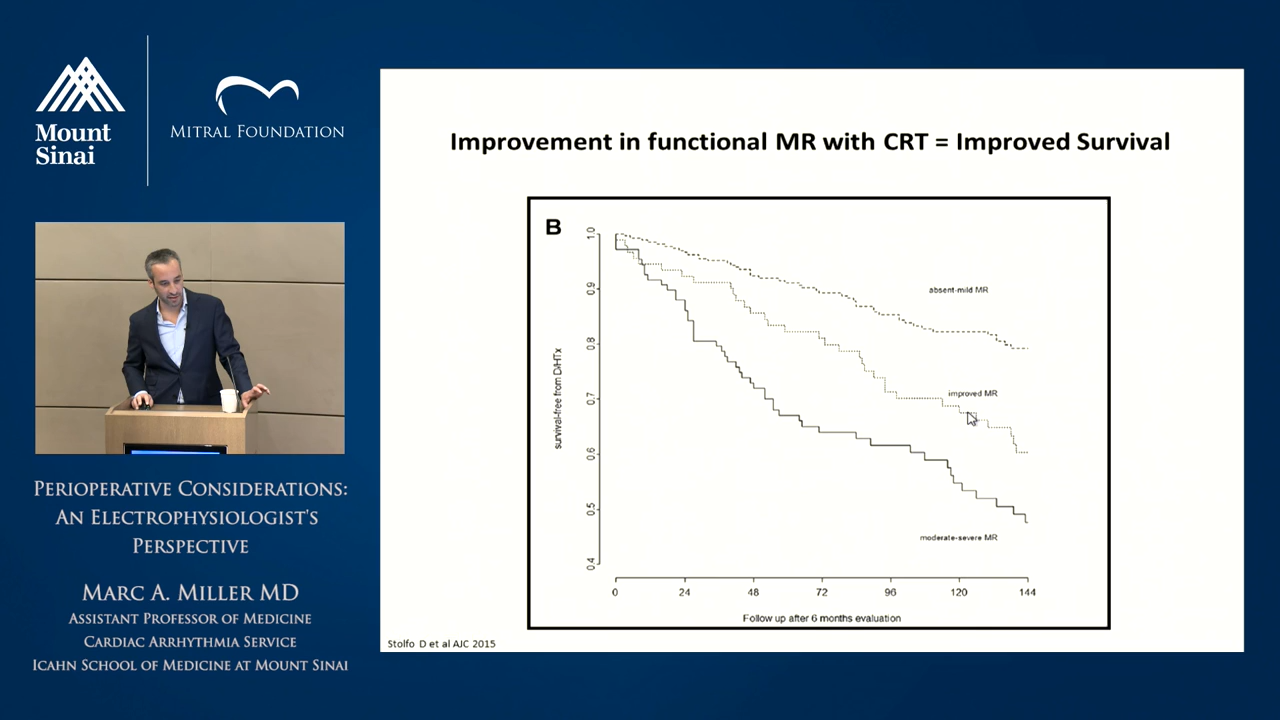 Mount
Sinai
MITRAL FOUNDATION
PERIOPERATIVE CONSIDERATIONS:
AN ELECTROPHYSIOLOGIST'S
PERSPECTIVE
MARC A. MILLER MD
ASSISTANT PROFESSOR OF MEDICINE
CARDIAC ARRHYTHMIA SERVICE
ICAHN SCHOOL OF MEDICINE AT MOUNT SINAI
Improvement in functional MR with CRT = Improved Survival
B
survival-free from D/HTx
1.0
0.9
0.8
0.7
0.6
0.5
0.4
absent-mild MR
improved MR
moderate-severe MR
0 24 48 72 96 120 144
Follow up after 6 months evaluation
Stolfo D et al AJC 2015